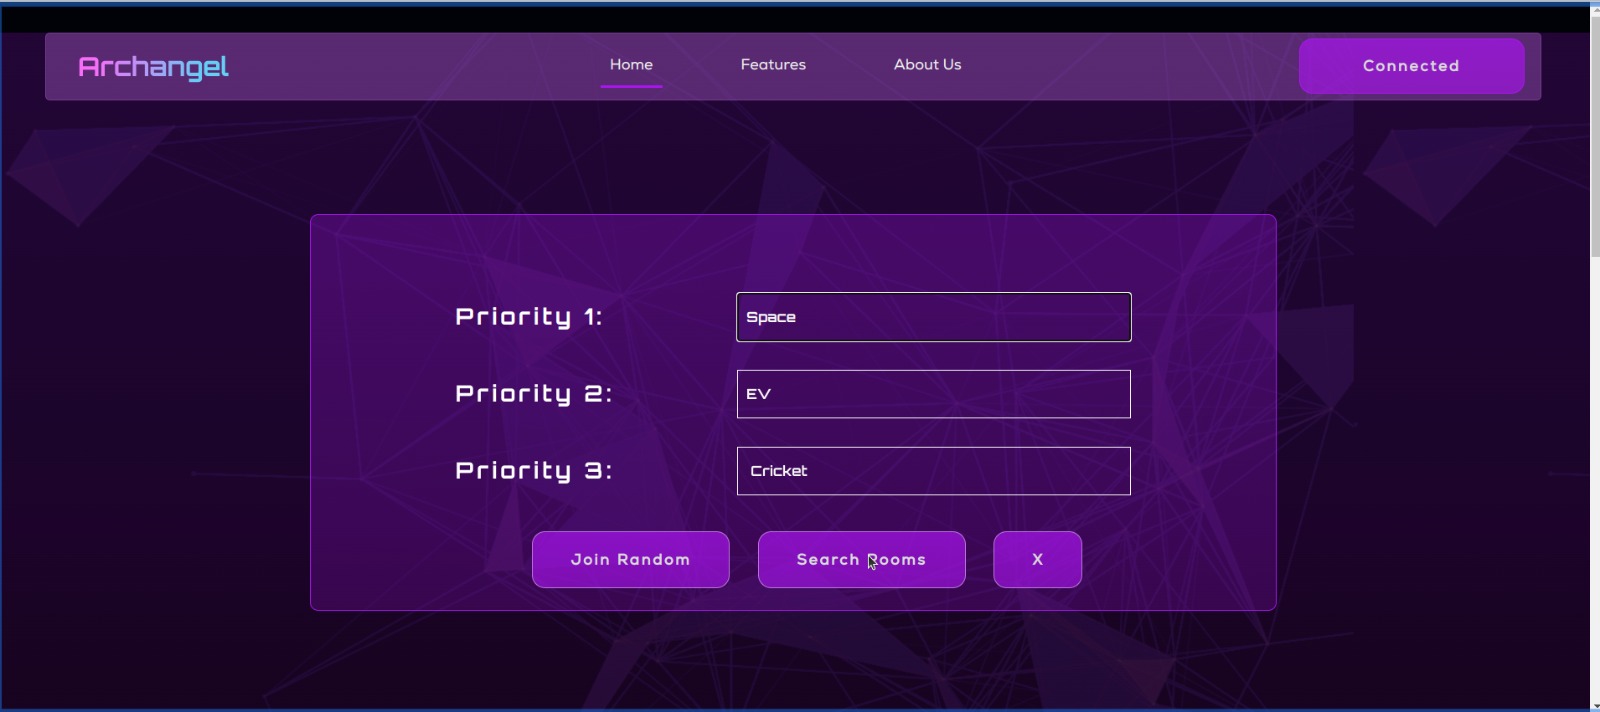 Archangel
Home Features About Us
Connected
Priority 1: Space
Priority 2: EV
Priority 3: Cricket
Join Random Search Rooms X